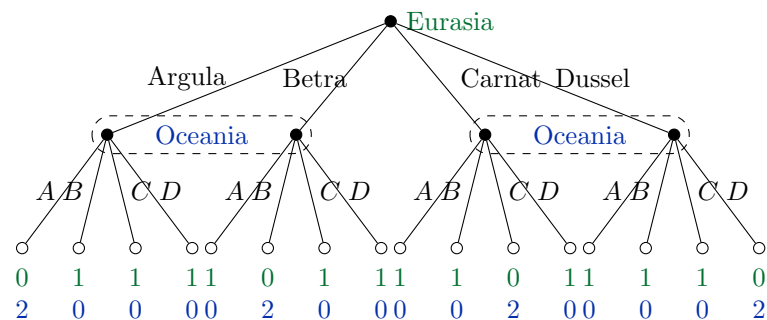 Eurasia
Argula Betra Carnat Dussel
Oceania Oceania
A B C D A B C D A B C D A B C D
0 1 1 1 1 0 1 1 1 1 0 1 1 1 1 0
2 0 0 0 0 2 0 0 0 0 2 0 0 0 0 2